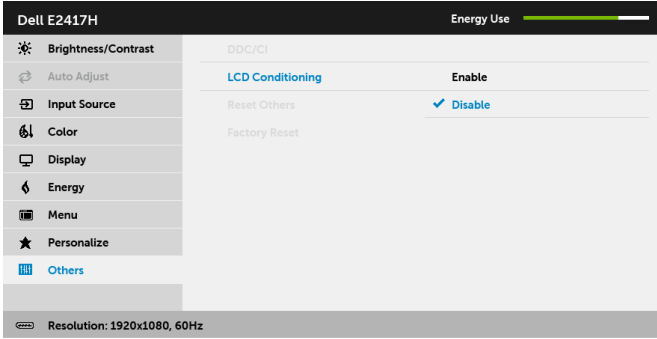 Dell E2417H
Energy Use
Brightness/Contrast
DDC/CI
Auto Adjust
LCD Conditioning
Enable
Input Source
Reset Others
Disable
Color
Factory Reset
Display
Energy
Menu
Personalize
Others
Resolution: 1920x1080, 60Hz